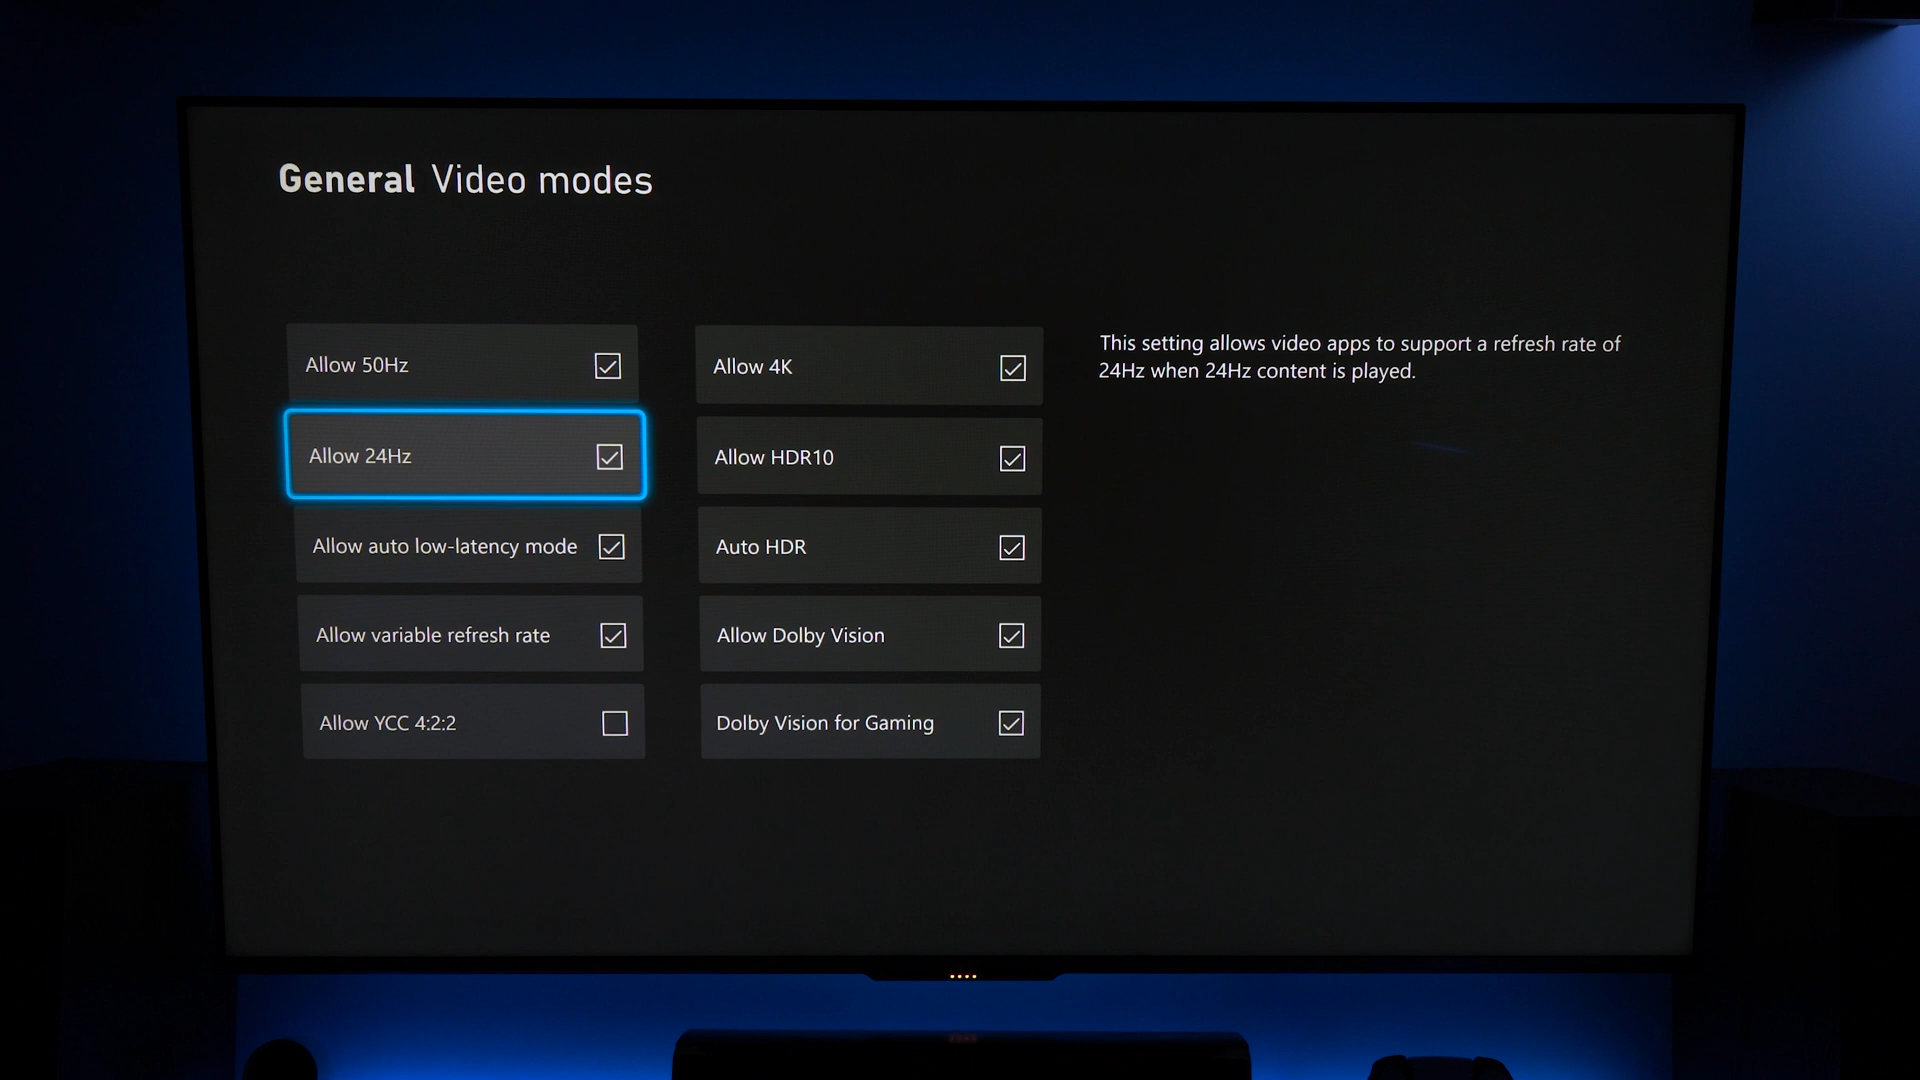 General Video modes
Allow 50Hz
Allow 24Hz
Allow auto low-latency mode
Allow variable refresh rate
Allow YCC 4:2:2
Allow 4K
Allow HDR10
Auto HDR
Allow Dolby Vision
Dolby Vision for Gaming
This setting allows video apps to support a refresh rate of
24Hz when 24Hz content is played.